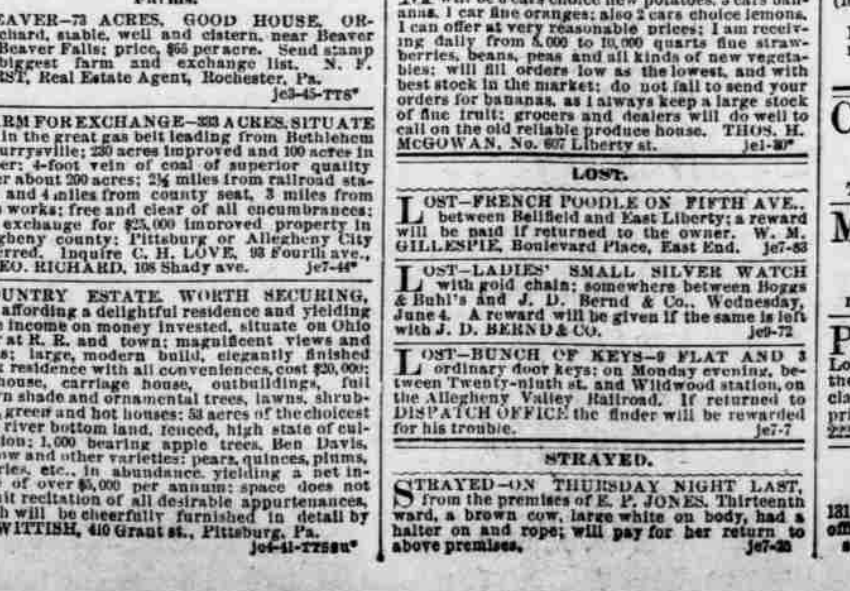 EAVER—73 ACRES, GOOD HOUSE, OR-
chard, stable, well and cistern, near Beaver
Beaver Falls; price, $65 per acre. Send stamp
biggest farm and exchange list. N. F.
RST, Real Estate Agent, Rochester, Pa.
je3-45-TTS*
RM FOR EXCHANGE—333 ACRES, SITUATE
in the great gas belt leading from Bethlehem
urrysville; 230 acres improved and 100 acres in
er; 4-foot vein of coal of superior quality
r about 200 acres; 2½ miles from railroad sta-
and 4 miles from county seat, 3 miles from
works; free and clear of all encumbrances;
exchange for $25,000 improved property in
gheny county; Pittsburg or Allegheny City
erred. Inquire C. H. LOVE, 93 Fourth ave.,
EO. RICHARD, 108 Shady ave. je7-44*
UNTRY ESTATE WORTH SECURING,
affording a delightful residence and yielding
income on money invested, situate on Ohio
at R. R. and town; magnificent views and
s; large, modern build, elegantly finished
residence with all conveniences, cost $20,000;
house, carriage house, outbuildings, full
n shade and ornamental trees, lawns, shrub-
green and hot houses; 53 acres of the choicest
river bottom land, fenced, high state of cul-
ion; 1,000 bearing apple trees, Ben Davis,
ow and other varieties; pears, quinces, plums,
ries, etc., in abundance, yielding a net in-
of over $5,000 per annum; space does not
it recitation of all desirable appurtenances,
h will be cheerfully furnished in detail by
WITTISH, 410 Grant st., Pittsburg, Pa.
je4-41-TTSSu*
will be 6 cars choice new potatoes, 3 cars ban-
anas, 1 car fine oranges; also 2 cars choice lemons.
I can offer at very reasonable prices; I am receiv-
ing daily from 5,000 to 10,000 quarts fine straw-
berries, beans, peas and all kinds of new vegeta-
bles; will fill orders low as the lowest, and with
best stock in the market; do not fail to send your
orders for bananas, as I always keep a large stock
of fine fruit; grocers and dealers will do well to
call on the old reliable produce house. THOS. H.
McGOWAN, No. 607 Liberty st. je1-30*
LOST.
LOST—FRENCH POODLE ON FIFTH AVE.,
between Bellfield and East Liberty; a reward
will be paid if returned to the owner. W. M.
GILLESPIE, Boulevard Place, East End. je7-83
LOST—LADIES' SMALL SILVER WATCH
with gold chain; somewhere between Boggs
& Buhl's and J. D. Bernd & Co., Wednesday,
June 4. A reward will be given if the same is left
with J. D. BERND & CO. je9-72
LOST—BUNCH OF KEYS—9 FLAT AND 3
ordinary door keys; on Monday evening, be-
tween Twenty-ninth st. and Wildwood station, on
the Allegheny Valley Railroad. If returned to
DISPATCH OFFICE the finder will be rewarded
for his trouble. je7-7
STRAYED.
STRAYED—ON THURSDAY NIGHT LAST,
from the premises of E. P. JONES, Thirteenth
ward, a brown cow, large white on body, had a
halter on and rope; will pay for her return to
above premises. je7-20